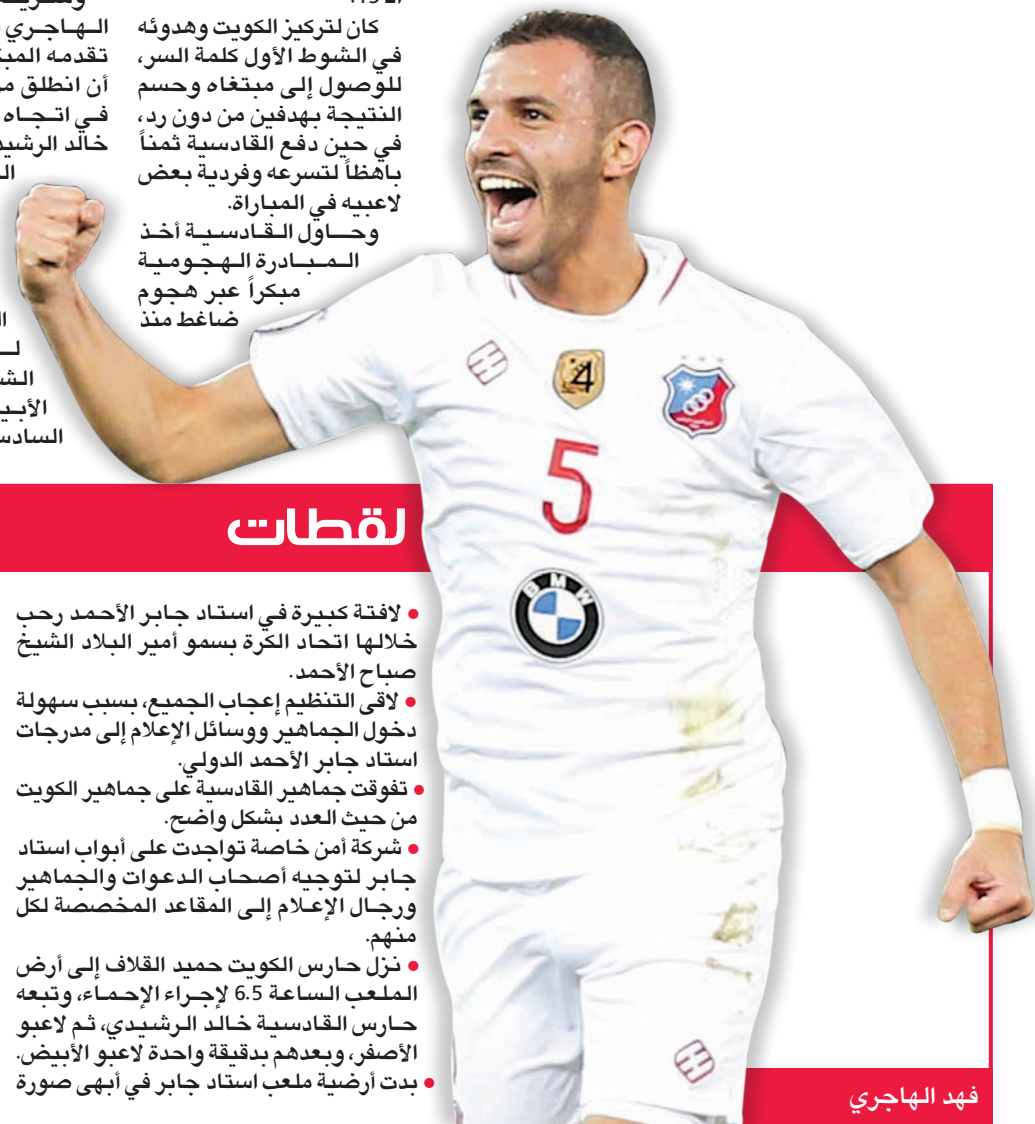 كان لتركيز الكويت وهدوئه
في الشوط الأول كلمة السر،
للوصول إلى مبتغاه وحسم
النتيجة بهدفين من دون رد،
في حين دفع القادسية ثمناً
باهظاً لتسرعه وفردية بعض
لاعبيه في المباراة.
وحاول القادسية أخذ
المبادرة الهجومية
مبكراً عبر هجوم
ضاغط منذ
الهاجري
تقدمه
أن انطلق
في اتجاه
خالد
لقطات
• لافتة كبيرة في استاد جابر الأحمد رحب
خلالها اتحاد الكرة بسمو أمير البلاد الشيخ
صباح الأحمد.
• لاقى التنظيم إعجاب الجميع، بسبب سهولة
دخول الجماهير ووسائل الإعلام إلى مدرجات
استاد جابر الأحمد الدولي.
• تفوقت جماهير القادسية على جماهير الكويت
من حيث العدد بشكل واضح.
• شركة أمن خاصة تواجدت على أبواب استاد
جابر لتوجيه أصحاب الدعوات والجماهير
ورجال الإعلام إلى المقاعد المخصصة لكل
منهم.
• نزل حارس الكويت حميد القلاف إلى أرض
الملعب الساعة 6.5 لإجراء الإحماء، وتبعه
حارس القادسية خالد الرشيدي، ثم لاعبو
الأصفر، وبعدهم بدقيقة واحدة لاعبو الأبيض.
• بدت أرضية ملعب استاد جابر في أبهى صورة
4
5
BMW
فهد الهاجري